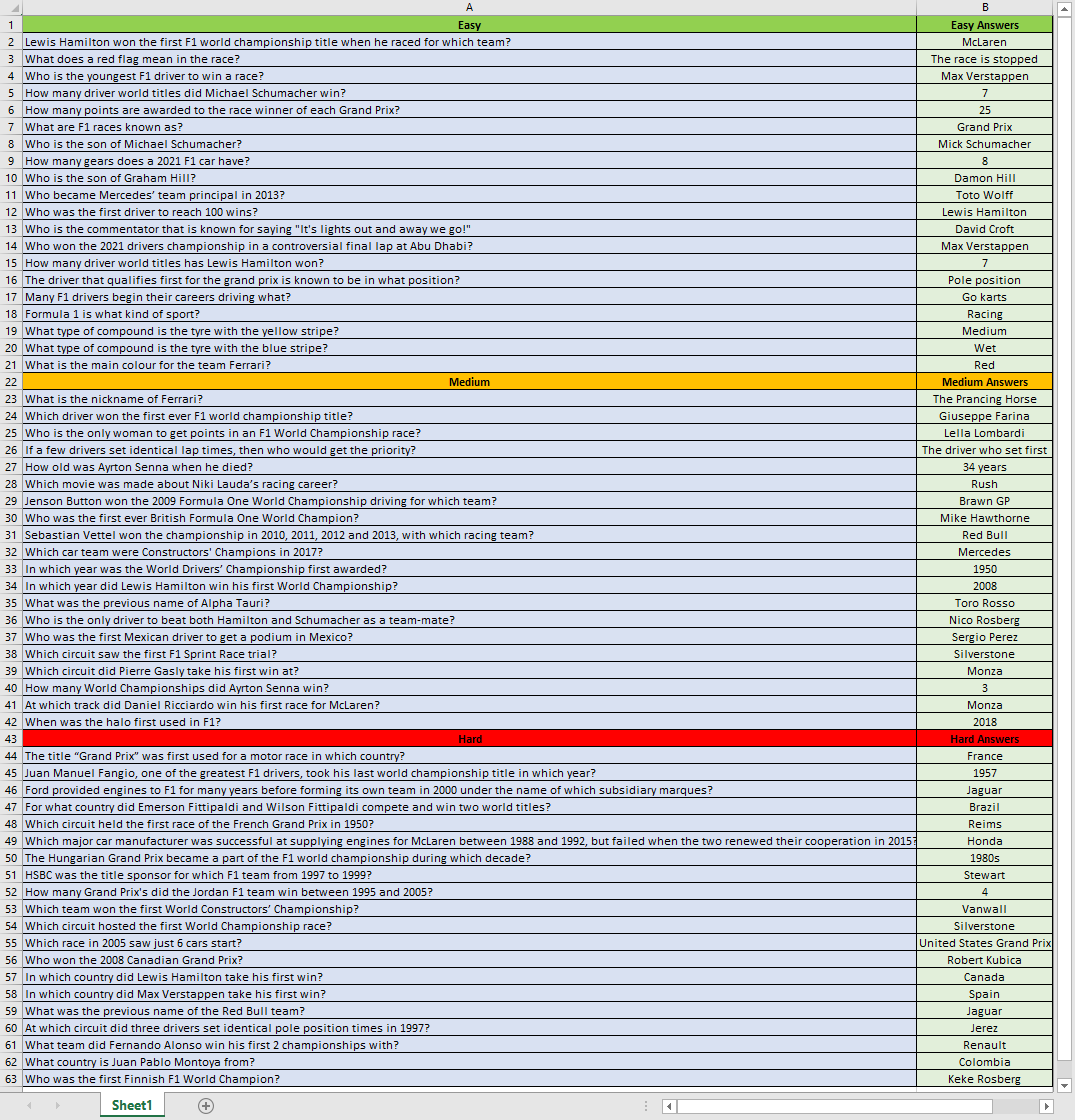 A B
1 Easy Easy Answers
2 Lewis Hamilton won the first F1 world championship title when he raced for which team? McLaren
3 What does a red flag mean in the race? The race is stopped
4 Who is the youngest F1 driver to win a race? Max Verstappen
5 How many driver world titles did Michael Schumacher win? 7
6 How many points are awarded to the race winner of each Grand Prix? 25
7 What are F1 races known as? Grand Prix
8 Who is the son of Michael Schumacher? Mick Schumacher
9 How many gears does a 2021 F1 car have? 8
10 Who is the son of Graham Hill? Damon Hill
11 Who became Mercedes’ team principal in 2013? Toto Wolff
12 Who was the first driver to reach 100 wins? Lewis Hamilton
13 Who is the commentator that is known for saying "It's lights out and away we go!" David Croft
14 Who won the 2021 drivers championship in a controversial final lap at Abu Dhabi? Max Verstappen
15 How many driver world titles has Lewis Hamilton won? 7
16 The driver that qualifies first for the grand prix is known to be in what position? Pole position
17 Many F1 drivers begin their careers driving what? Go karts
18 Formula 1 is what kind of sport? Racing
19 What type of compound is the tyre with the yellow stripe? Medium
20 What type of compound is the tyre with the blue stripe? Wet
21 What is the main colour for the team Ferrari? Red
22 Medium Medium Answers
23 What is the nickname of Ferrari? The Prancing Horse
24 Which driver won the first ever F1 world championship title? Giuseppe Farina
25 Who is the only woman to get points in an F1 World Championship race? Lella Lombardi
26 If a few drivers set identical lap times, then who would get the priority? The driver who set first
27 How old was Ayrton Senna when he died? 34 years
28 Which movie was made about Niki Lauda’s racing career? Rush
29 Jenson Button won the 2009 Formula One World Championship driving for which team? Brawn GP
30 Who was the first ever British Formula One World Champion? Mike Hawthorne
31 Sebastian Vettel won the championship in 2010, 2011, 2012 and 2013, with which racing team? Red Bull
32 Which car team were Constructors' Champions in 2017? Mercedes
33 In which year was the World Drivers’ Championship first awarded? 1950
34 In which year did Lewis Hamilton win his first World Championship? 2008
35 What was the previous name of Alpha Tauri? Toro Rosso
36 Who is the only driver to beat both Hamilton and Schumacher as a team-mate? Nico Rosberg
37 Who was the first Mexican driver to get a podium in Mexico? Sergio Perez
38 Which circuit saw the first F1 Sprint Race trial? Silverstone
39 Which circuit did Pierre Gasly take his first win at? Monza
40 How many World Championships did Ayrton Senna win? 3
41 At which track did Daniel Ricciardo win his first race for McLaren? Monza
42 When was the halo first used in F1? 2018
43 Hard Hard Answers
44 The title “Grand Prix” was first used for a motor race in which country? France
45 Juan Manuel Fangio, one of the greatest F1 drivers, took his last world championship title in which year? 1957
46 Ford provided engines to F1 for many years before forming its own team in 2000 under the name of which subsidiary marques? Jaguar
47 For what country did Emerson Fittipaldi and Wilson Fittipaldi compete and win two world titles? Brazil
48 Which circuit held the first race of the French Grand Prix in 1950? Reims
49 Which major car manufacturer was successful at supplying engines for McLaren between 1988 and 1992, but failed when the two renewed their cooperation in 2015? Honda
50 The Hungarian Grand Prix became a part of the F1 world championship during which decade? 1980s
51 HSBC was the title sponsor for which F1 team from 1997 to 1999? Stewart
52 How many Grand Prix's did the Jordan F1 team win between 1995 and 2005? 4
53 Which team won the first World Constructors’ Championship? Vanwall
54 Which circuit hosted the first World Championship race? Silverstone
55 Which race in 2005 saw just 6 cars start? United States Grand Prix
56 Who won the 2008 Canadian Grand Prix? Robert Kubica
57 In which country did Lewis Hamilton take his first win? Canada
58 In which country did Max Verstappen take his first win? Spain
59 What was the previous name of the Red Bull team? Jaguar
60 At which circuit did three drivers set identical pole position times in 1997? Jerez
61 What team did Fernando Alonso win his first 2 championships with? Renault
62 What country is Juan Pablo Montoya from? Colombia
63 Who was the first Finnish F1 World Champion? Keke Rosberg
Sheet1